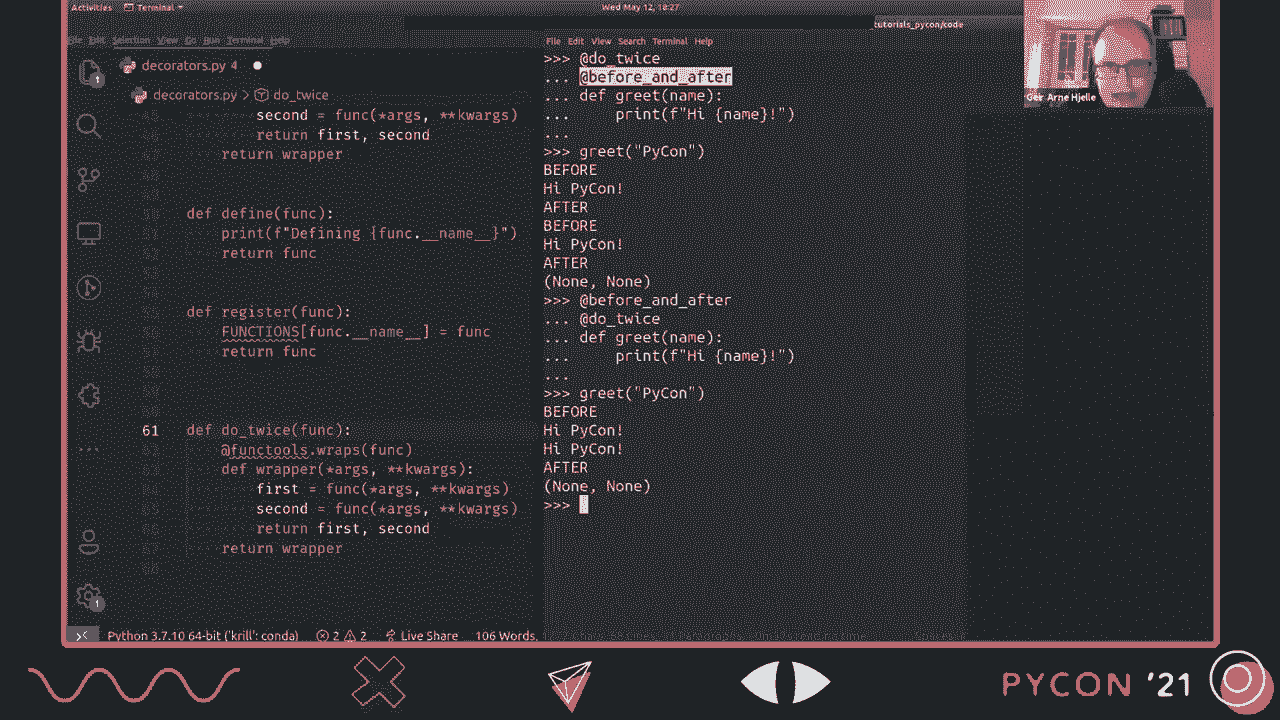 Activities Terminal Wed May 12, 18:27
tutorials_pycon/code
File Edit Selection View Go Run Terminal Help
decorators.py 4
decorators.py > do_twice
second = func(*args, **kwargs)
return first, second
return wrapper
def define(func):
print(f"Defining {func.__name__}")
return func
def register(func):
FUNCTIONS[func.__name__] = func
return func
61 def do_twice(func):
@functools.wraps(func)
def wrapper(*args, **kwargs):
first = func(*args, **kwargs)
second = func(*args, **kwargs)
return first, second
return wrapper
1
1
Python 3.7.10 64-bit ('krill': conda) 2 2 Live Share 106 Words,
File Edit View Search Terminal Help
>>> @do_twice
... @before_and_after
... def greet(name):
... print(f"Hi {name}!")
...
>>> greet("PyCon")
BEFORE
Hi PyCon!
AFTER
BEFORE
Hi PyCon!
AFTER
(None, None)
>>> @before_and_after
... @do_twice
... def greet(name):
... print(f"Hi {name}!")
...
>>> greet("PyCon")
BEFORE
Hi PyCon!
Hi PyCon!
AFTER
(None, None)
>>>
Geir Arne Hjelle
PYCON '21